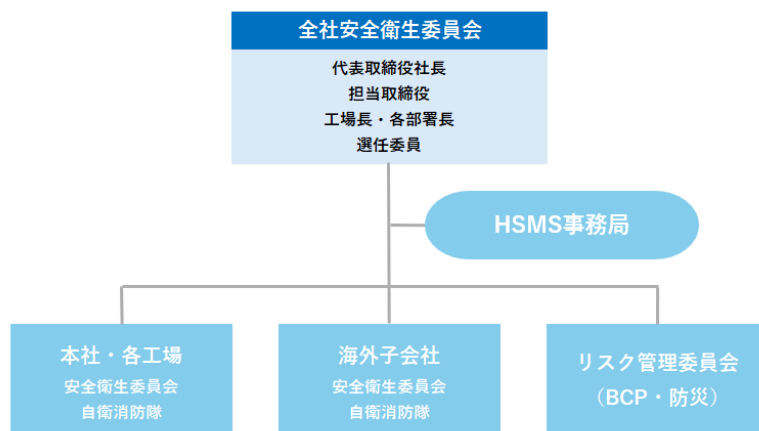 全社安全衛生委員会
代表取締役社長
担当取締役
工場長・各部署長
選任委員
HSMS事務局
本社・各工場
安全衛生委員会
自衛消防隊
海外子会社
安全衛生委員会
自衛消防隊
リスク管理委員会
（BCP・防災）